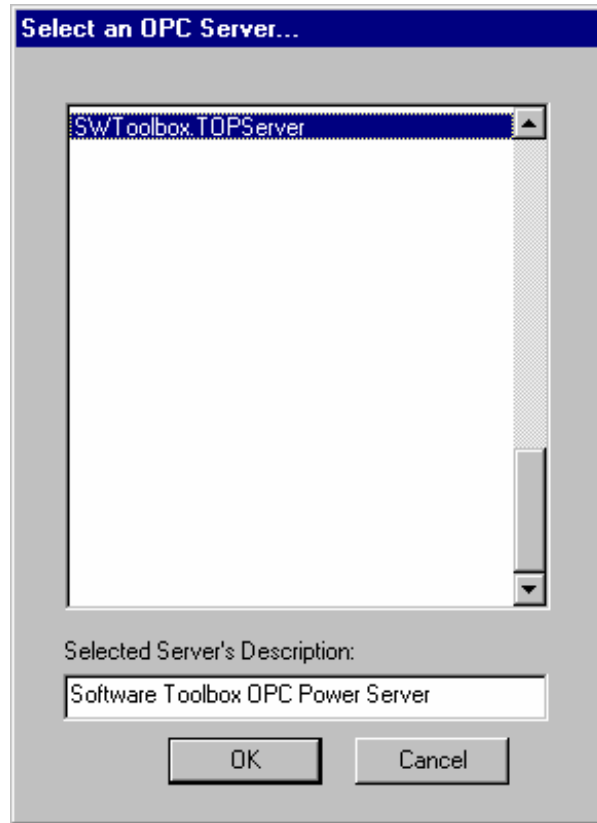 Select an OPC Server...
SWToolbox.TOPServer
Selected Server's Description:
Software Toolbox OPC Power Server
OK
Cancel